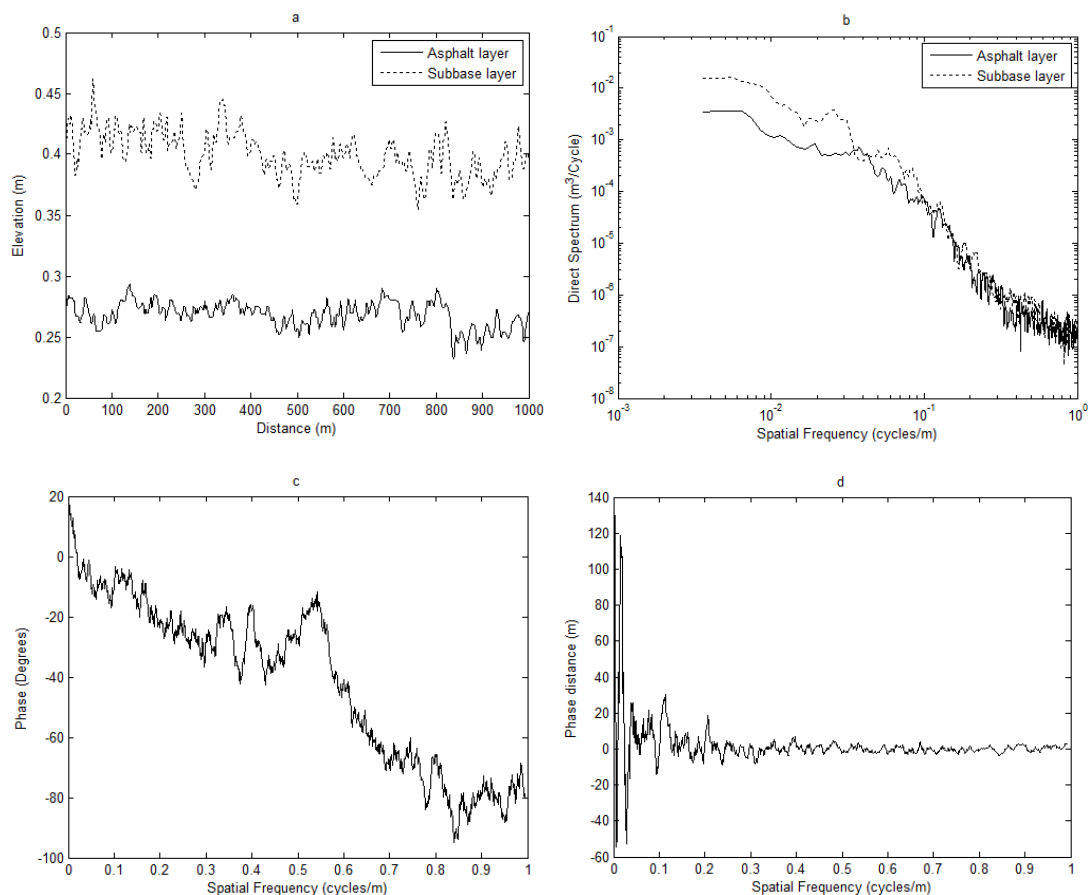 a
0.5
0.45
0.4
0.35
0.3
0.25
0.2
Elevation (m)
Asphalt layer
Subbase layer
0 100 200 300 400 500 600 700 800 900 1000
Distance (m)
b
10^-1
10^-2
10^-3
10^-4
10^-5
10^-6
10^-7
10^-8
Direct Spectrum (m^3/Cycle)
Asphalt layer
Subbase layer
10^-3 10^-2 10^-1 10^0
Spatial Frequency (cycles/m)
c
20
0
-20
-40
-60
-80
-100
Phase (Degrees)
0 0.1 0.2 0.3 0.4 0.5 0.6 0.7 0.8 0.9 1
Spatial Frequency (cycles/m)
d
140
120
100
80
60
40
20
0
-20
-40
-60
Phase distance (m)
0 0.1 0.2 0.3 0.4 0.5 0.6 0.7 0.8 0.9 1
Spatial Frequency (cycles/m)